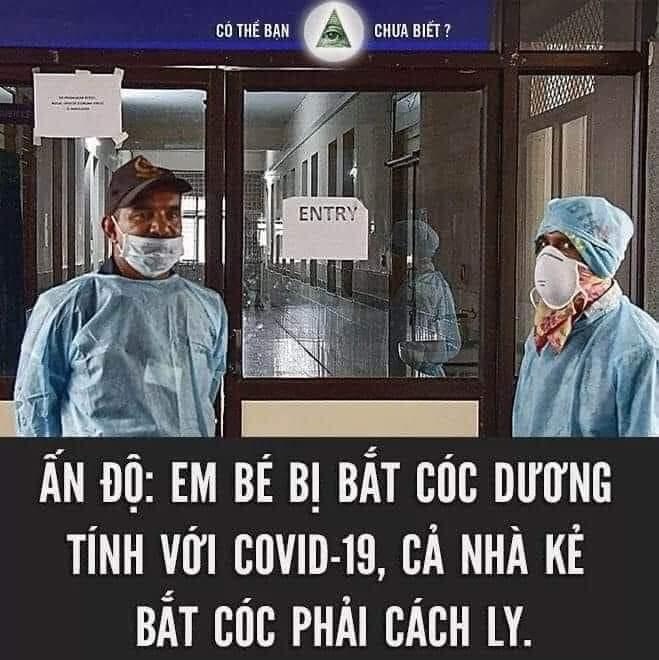 CÓ THỂ BẠN CHƯA BIẾT ?
ENTRY
ẤN ĐỘ: EM BÉ BỊ BẮT CÓC DƯƠNG
TÍNH VỚI COVID-19, CẢ NHÀ KẺ
BẮT CÓC PHẢI CÁCH LY.